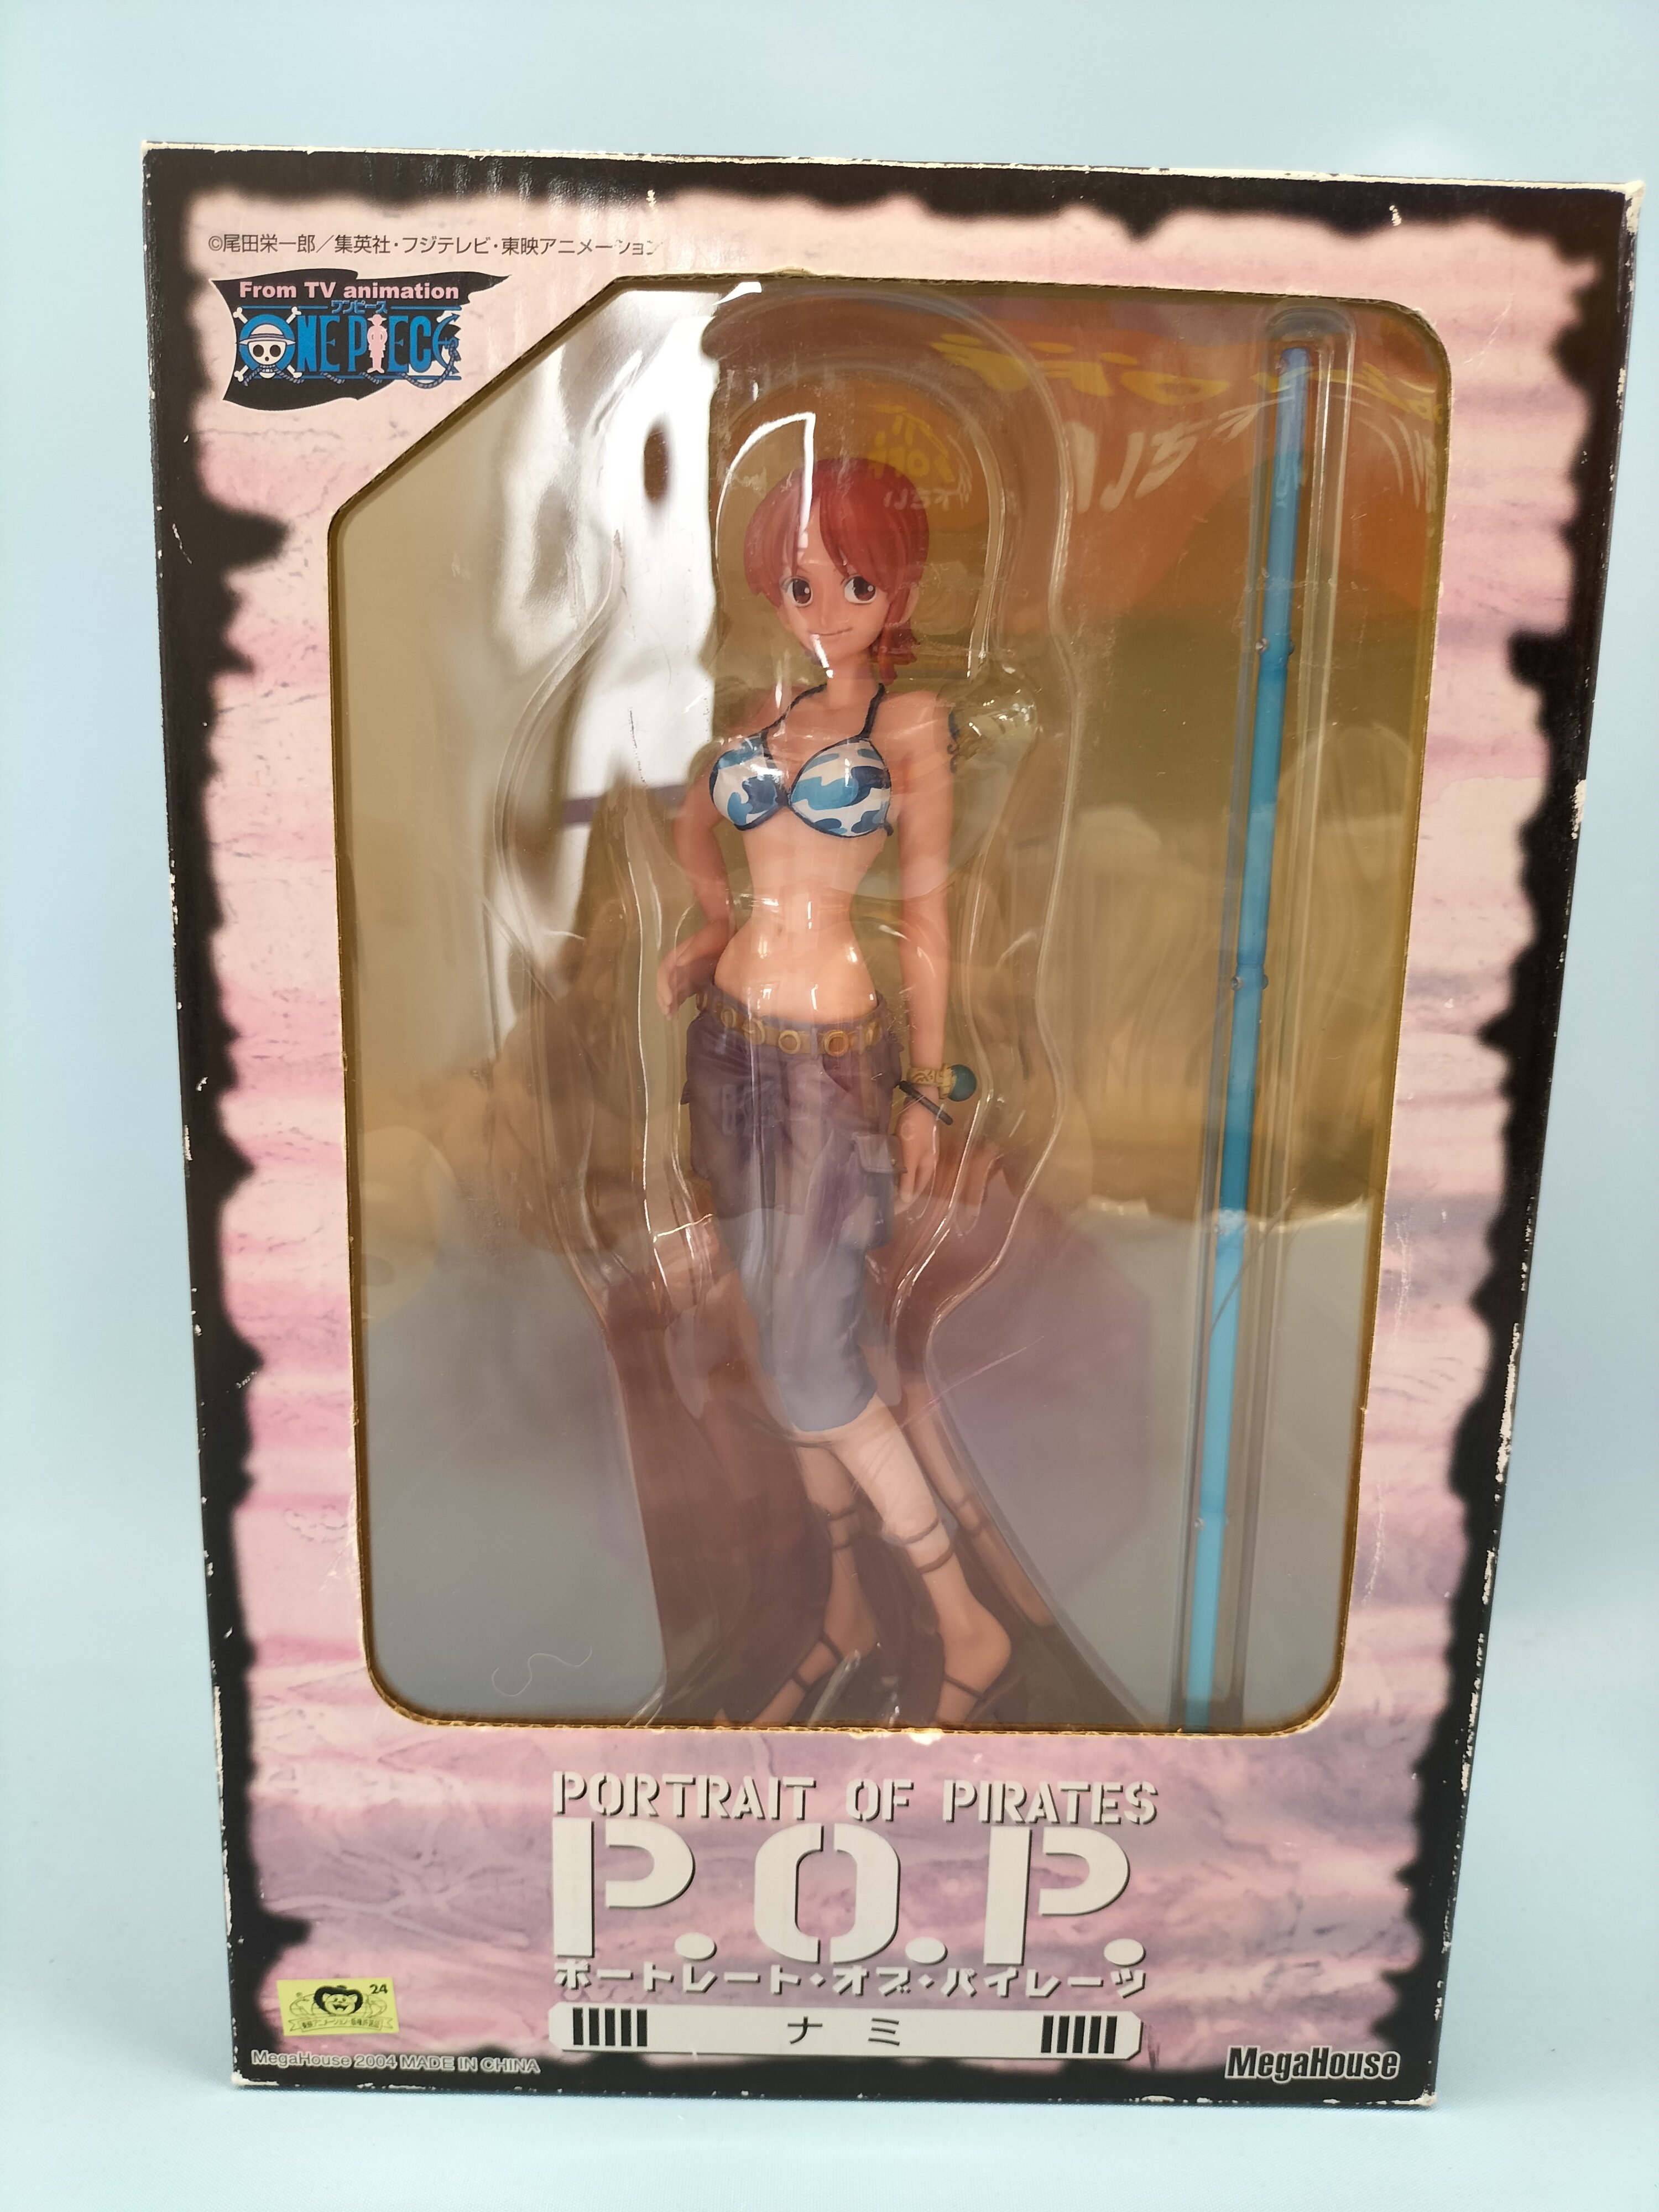 ©尾田栄一郎／集英社・フジテレビ・東映アニメーション
From TV animation
ワンピース
ONE PIECE
PORTRAIT OF PIRATES
P.O.P.
ポートレート・オブ・パイレーツ
ナミ
24
MegaHouse 2004 MADE IN CHINA
MegaHouse